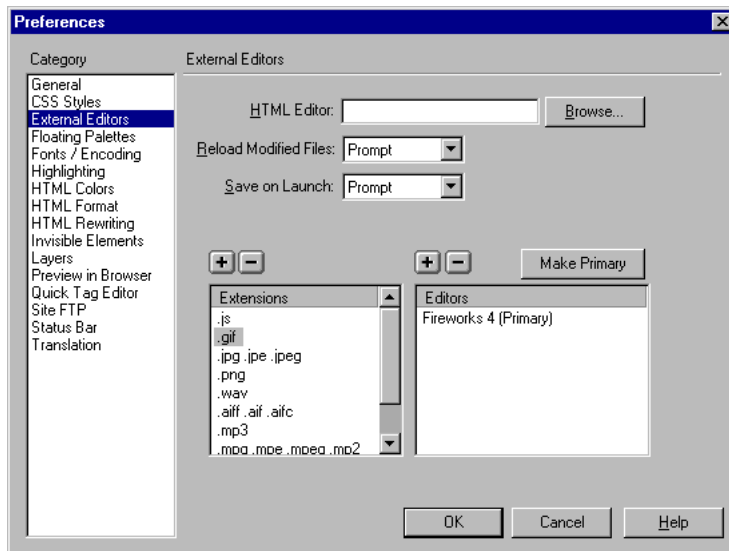 Preferences
Category
General
CSS Styles
External Editors
Floating Palettes
Fonts / Encoding
Highlighting
HTML Colors
HTML Format
HTML Rewriting
Invisible Elements
Layers
Preview in Browser
Quick Tag Editor
Site FTP
Status Bar
Translation
External Editors
HTML Editor:
Browse...
Reload Modified Files: Prompt
Save on Launch: Prompt
Make Primary
Extensions
.js
.gif
.jpg .jpe .jpeg
.png
.wav
.aiff .aif .aifc
.mp3
.mpg .mpe .mpeg .mp2
Editors
Fireworks 4 (Primary)
OK Cancel Help